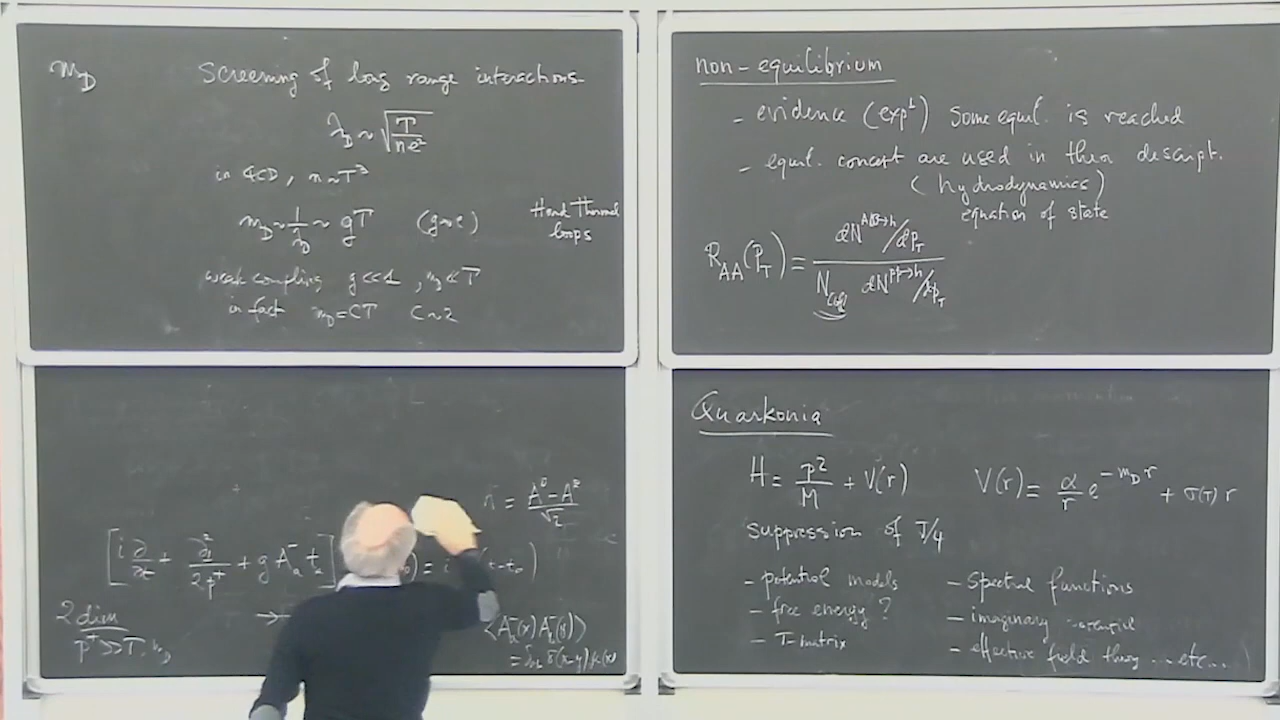 m_D Screening of long range interactions
λ_D ~ √(T/ne²)
in QCD, n ~ T³
m_D ~ 1/λ_D ~ gT (g~e) Hard Thermal
loops
weak coupling g<<1, m_D << T
in fact m_D = CT C~2
non-equilibrium
- evidence (exp^t) some equil. is reached
- equil. concept are used in their descript.
(hydrodynamics)
equation of state
R_AA(P_T) = (dN^{AB→h}/dP_T) / (N_coll dN^{pp→h}/dp_T)
= (A⁰-A³)/√2
[i∂/∂t + ∂_⊥²/2p⁺ + g A_a^- t_a]
2 dim →
p⁺ >> T, m_D
<A_a^-(x) A_b^-(y)>
Quarkonia
H = p²/M + V(r) V(r) = α/r e^{-m_D r} + σ(T) r
suppression of J/ψ
- potential models
- free energy?
- T-matrix
- Spectral functions
- imaginary potential
- effective field theory ...etc...